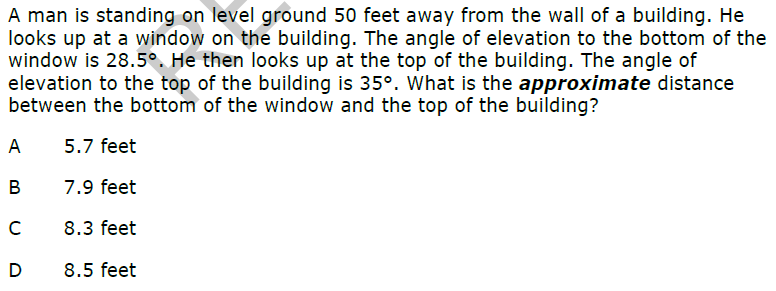 A man is standing on level ground 50 feet away from the wall of a building. He
looks up at a window on the building. The angle of elevation to the bottom of the
window is 28.5°. He then looks up at the top of the building. The angle of
elevation to the top of the building is 35°. What is the approximate distance
between the bottom of the window and the top of the building?
A 5.7 feet
B 7.9 feet
C 8.3 feet
D 8.5 feet